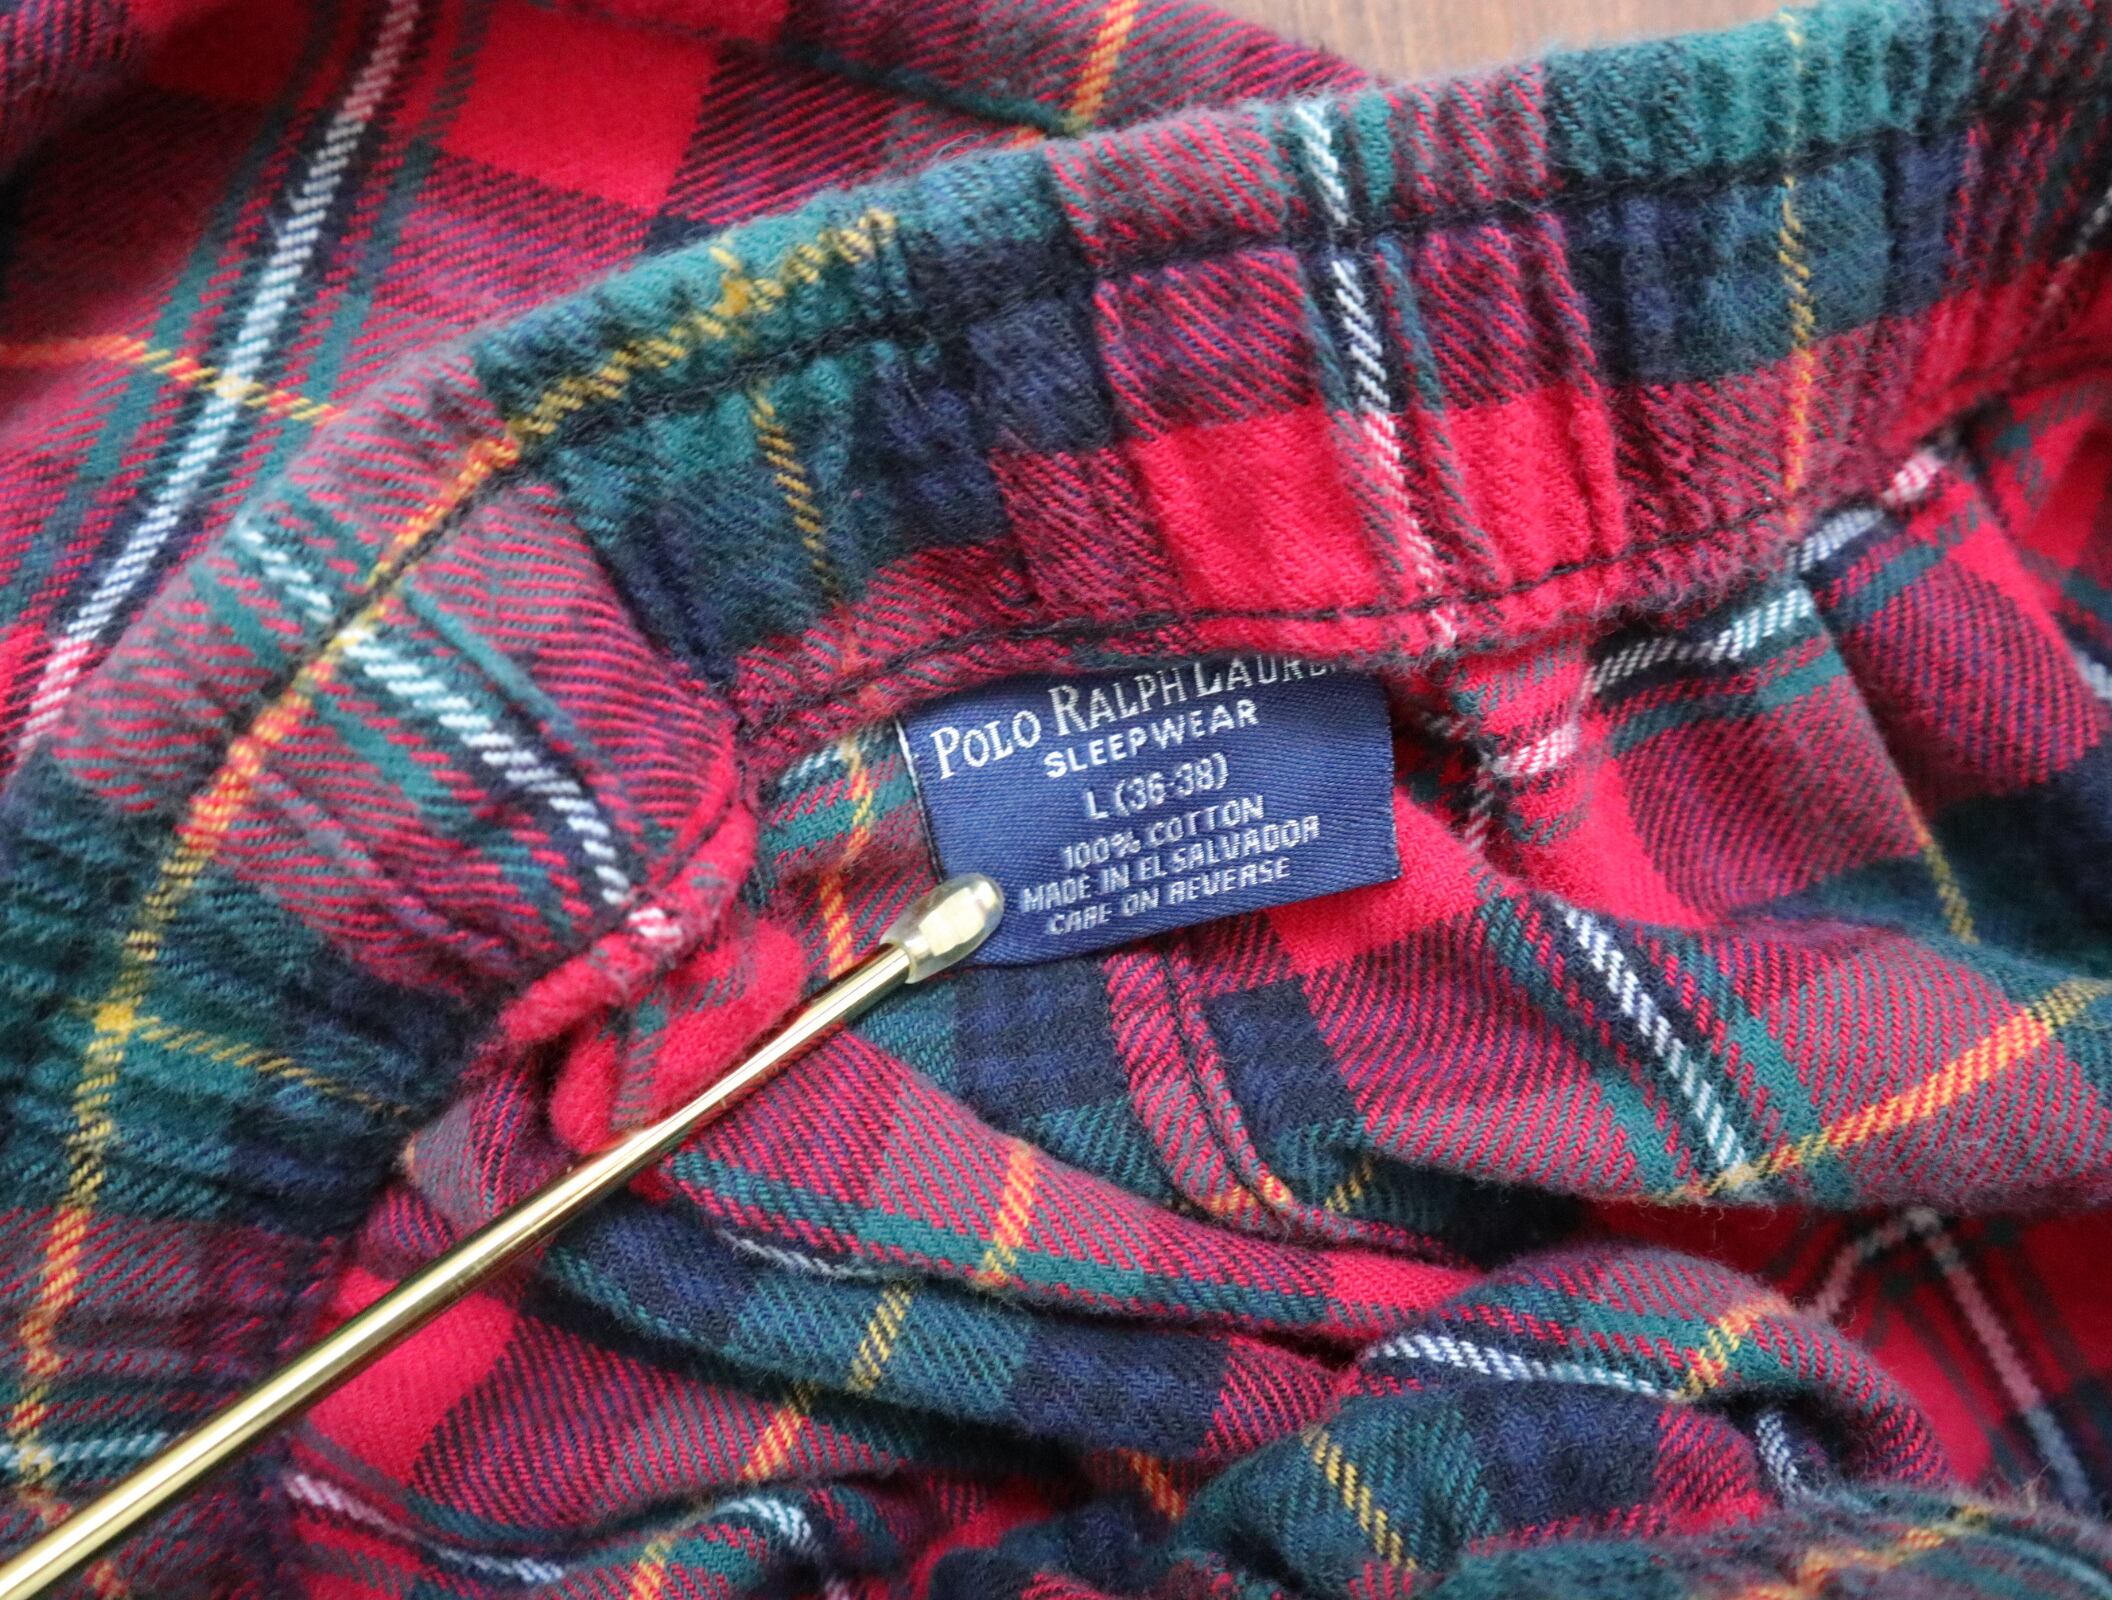 POLO RALPH LAUREN
SLEEPWEAR
L (36-38)
100% COTTON
MADE IN EL SALVADOR
CARE ON REVERSE